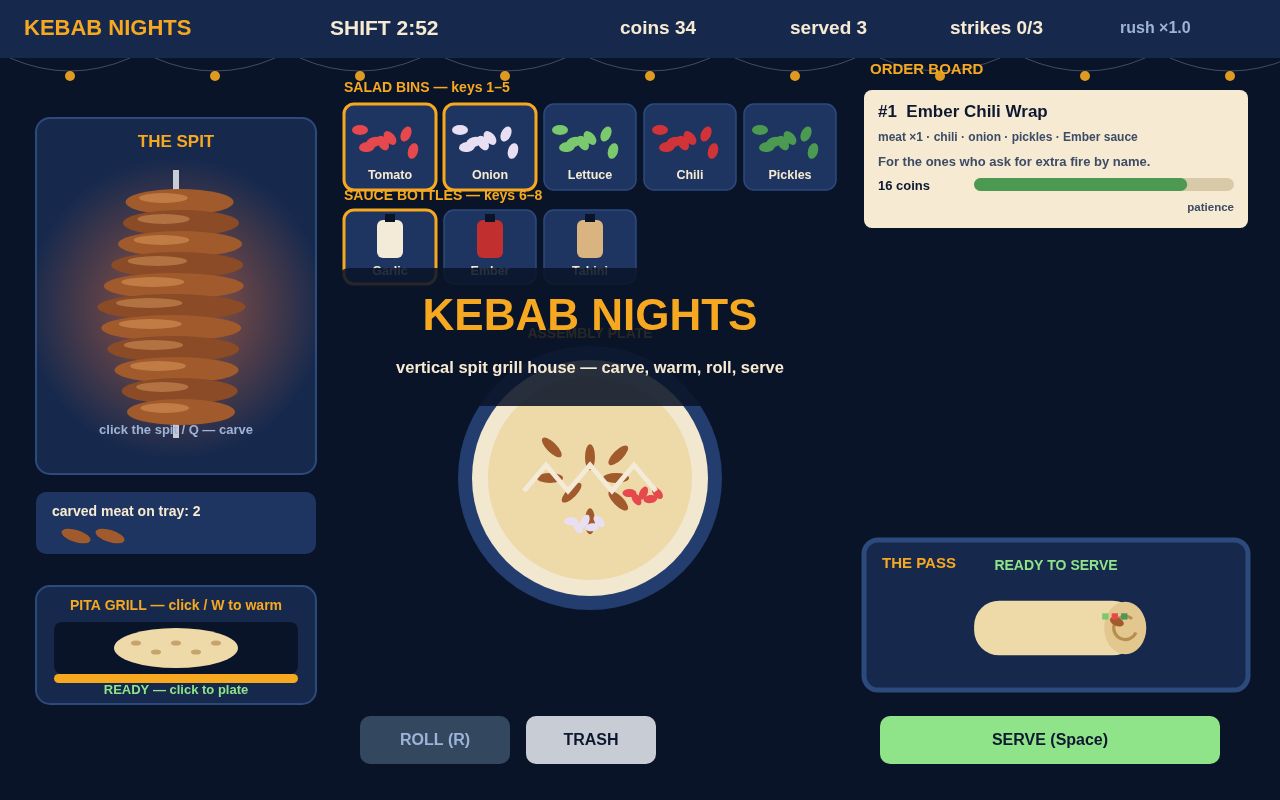 KEBAB NIGHTS
SHIFT 2:52
coins 34
served 3
strikes 0/3
rush ×1.0
THE SPIT
click the spit / Q — carve
carved meat on tray: 2
PITA GRILL — click / W to warm
READY — click to plate
SALAD BINS — keys 1–5
Tomato
Onion
Lettuce
Chili
Pickles
SAUCE BOTTLES — keys 6–8
Garlic
Ember
Tahini
KEBAB NIGHTS
ASSEMBLY PLATE
vertical spit grill house — carve, warm, roll, serve
ROLL (R)
TRASH
ORDER BOARD
#1 Ember Chili Wrap
meat ×1 · chili · onion · pickles · Ember sauce
For the ones who ask for extra fire by name.
16 coins
patience
THE PASS
READY TO SERVE
SERVE (Space)